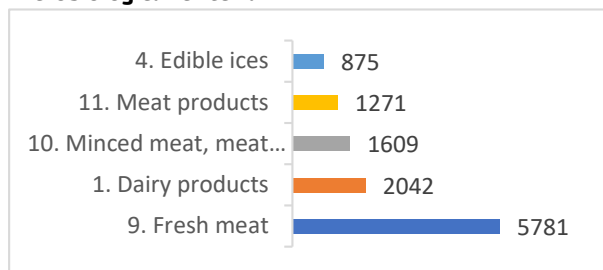 4. Edible ices 875
11. Meat products 1271
10. Minced meat, meat... 1609
1. Dairy products 2042
9. Fresh meat 5781